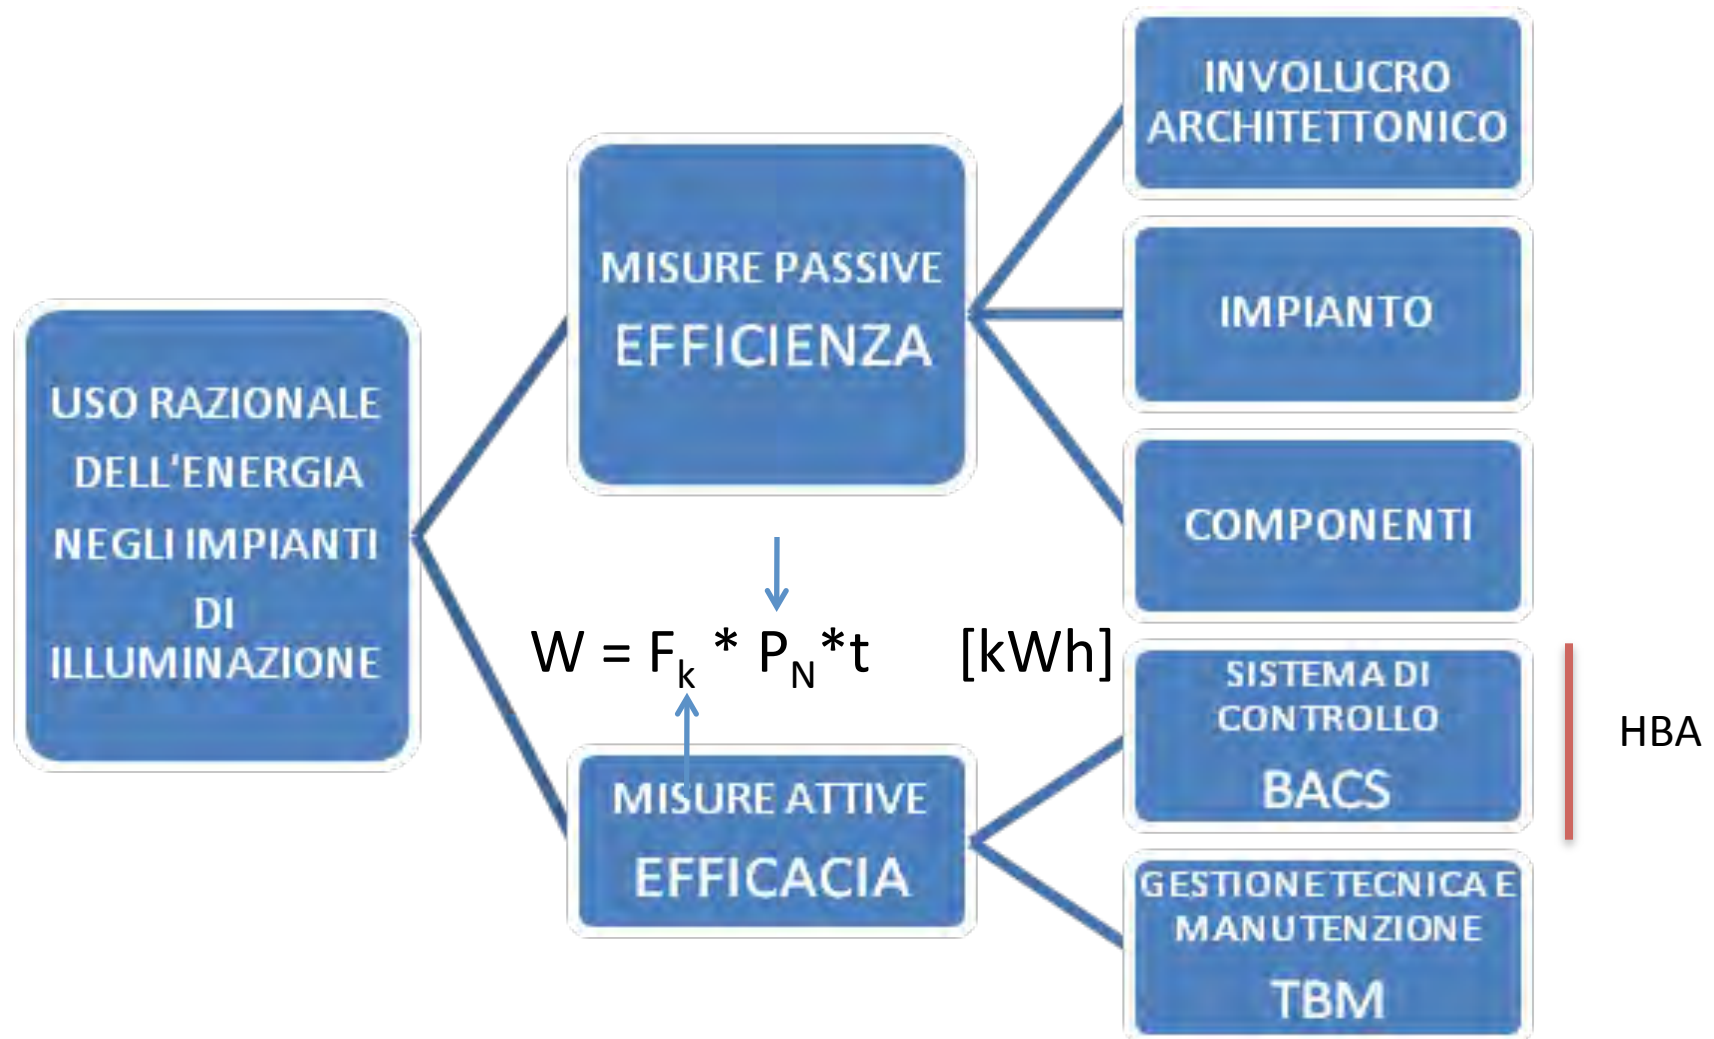 USO RAZIONALE
DELL'ENERGIA
NEGLI IMPIANTI
DI
ILLUMINAZIONE
MISURE PASSIVE
EFFICIENZA
INVOLUCRO
ARCHITETTONICO
IMPIANTO
COMPONENTI
W = Fk * PN*t [kWh]
MISURE ATTIVE
EFFICACIA
SISTEMA DI
CONTROLLO
BACS
HBA
GESTIONE TECNICA E
MANUTENZIONE
TBM